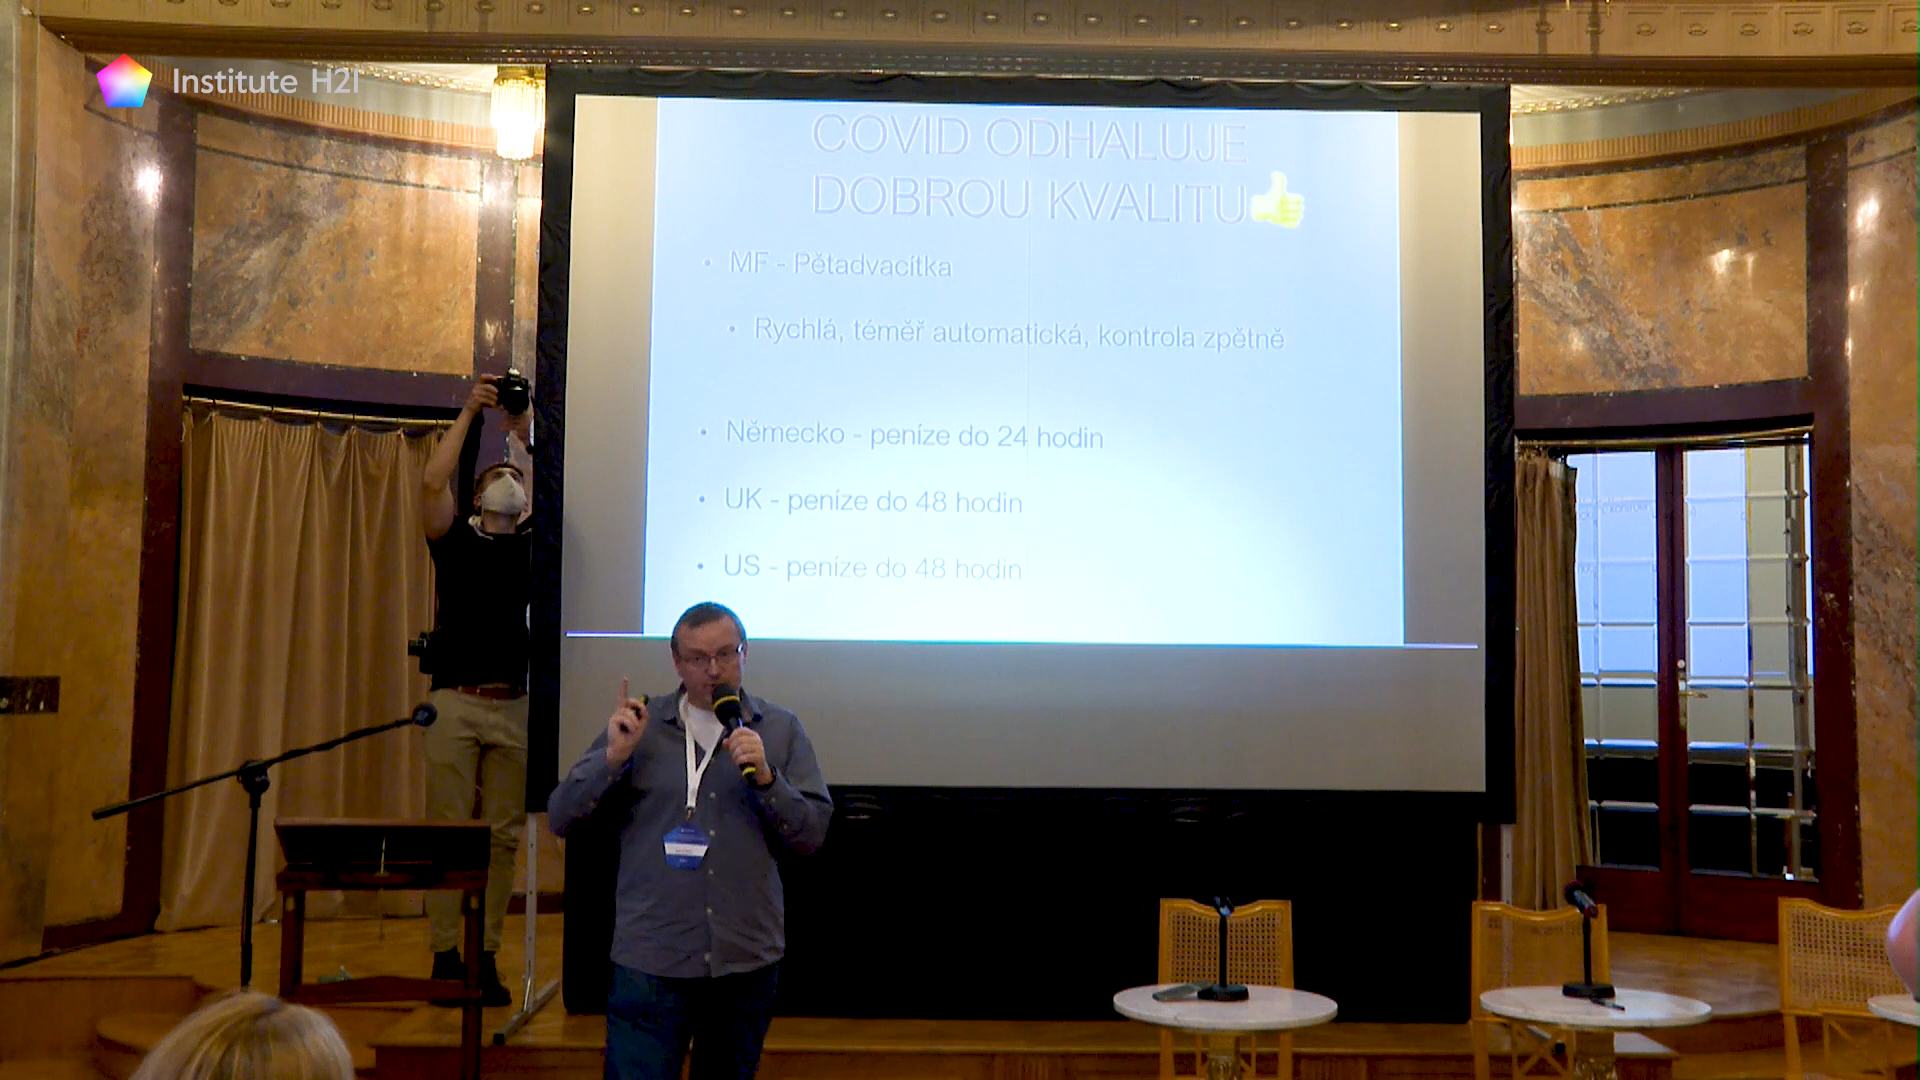 Institute H2I
COVID ODHALUJE
DOBROU KVALITU👍
• MF - Pětadvacítka
• Rychlá, téměř automatická, kontrola zpětně
• Německo - peníze do 24 hodin
• UK - peníze do 48 hodin
• US - peníze do 48 hodin